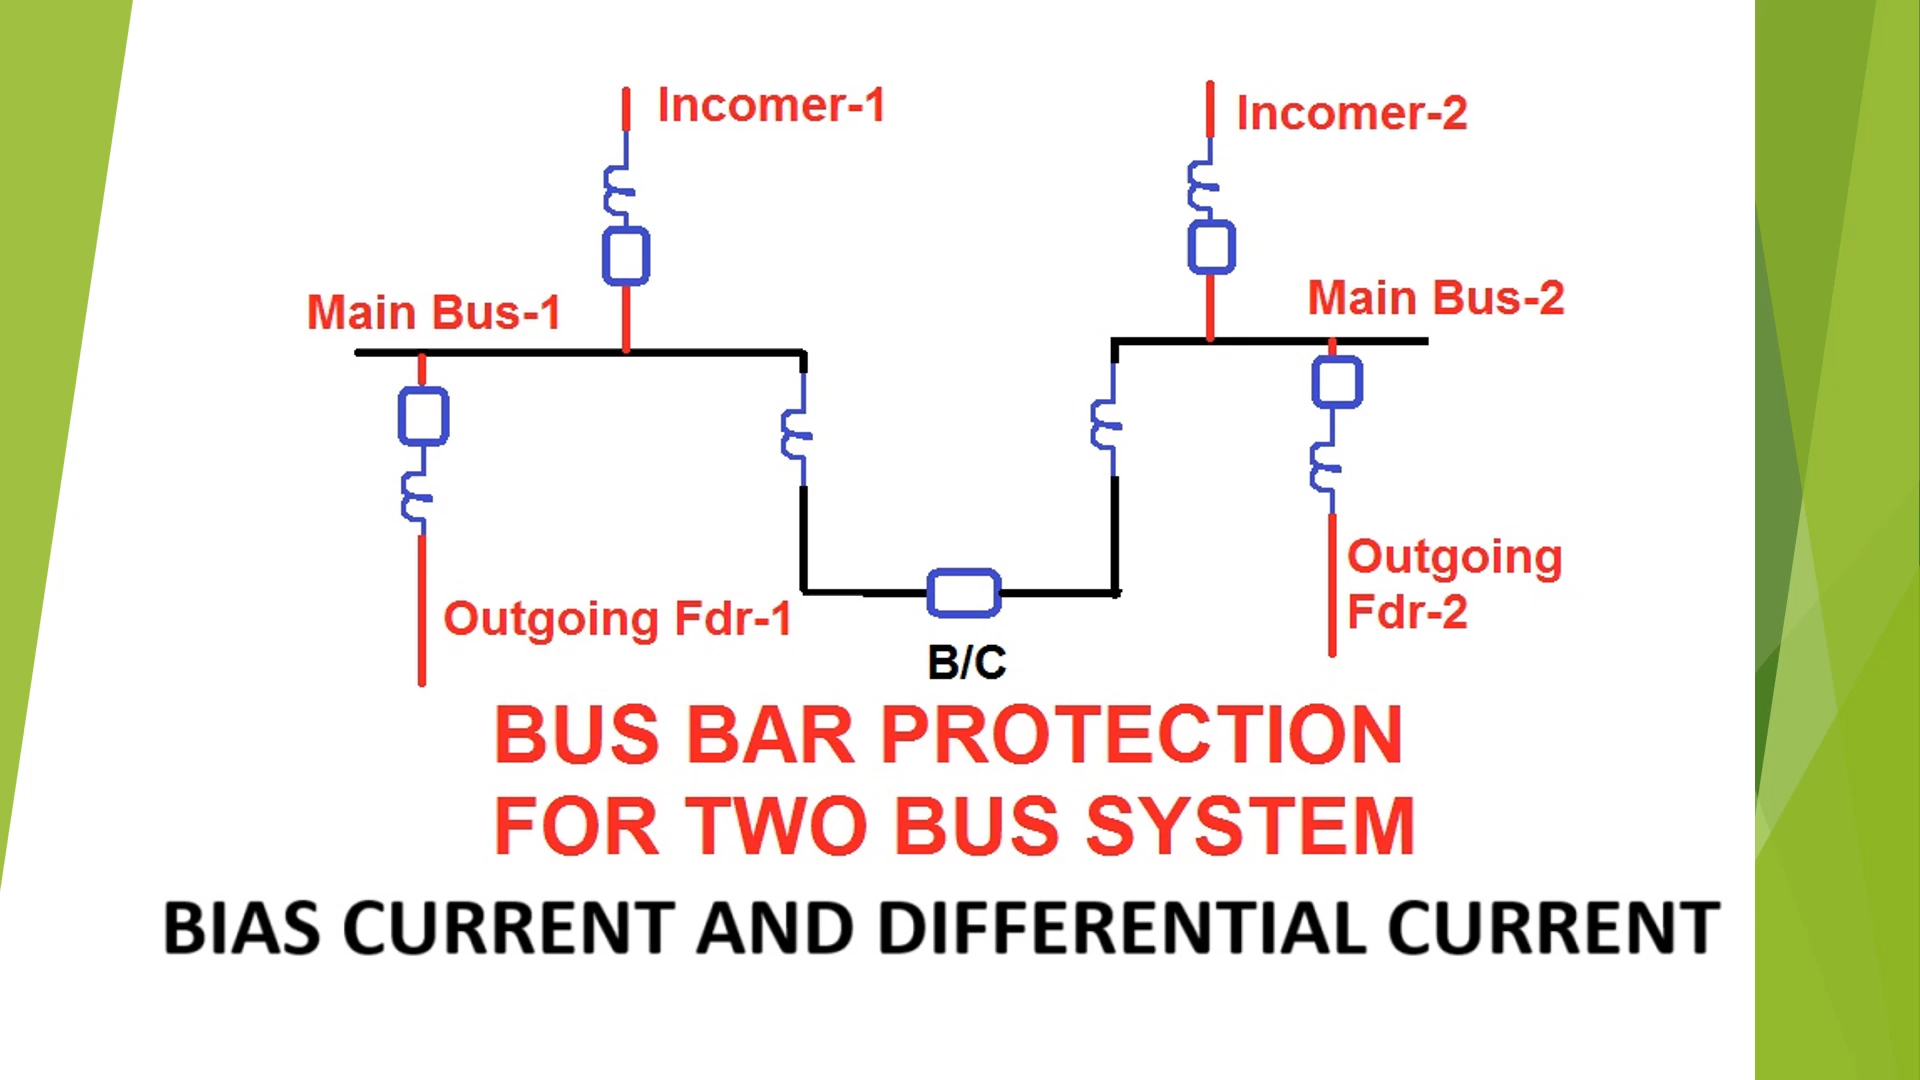 Incomer-1
Incomer-2
Main Bus-1
Main Bus-2
Outgoing Fdr-1
Outgoing
Fdr-2
B/C
BUS BAR PROTECTION
FOR TWO BUS SYSTEM
BIAS CURRENT AND DIFFERENTIAL CURRENT